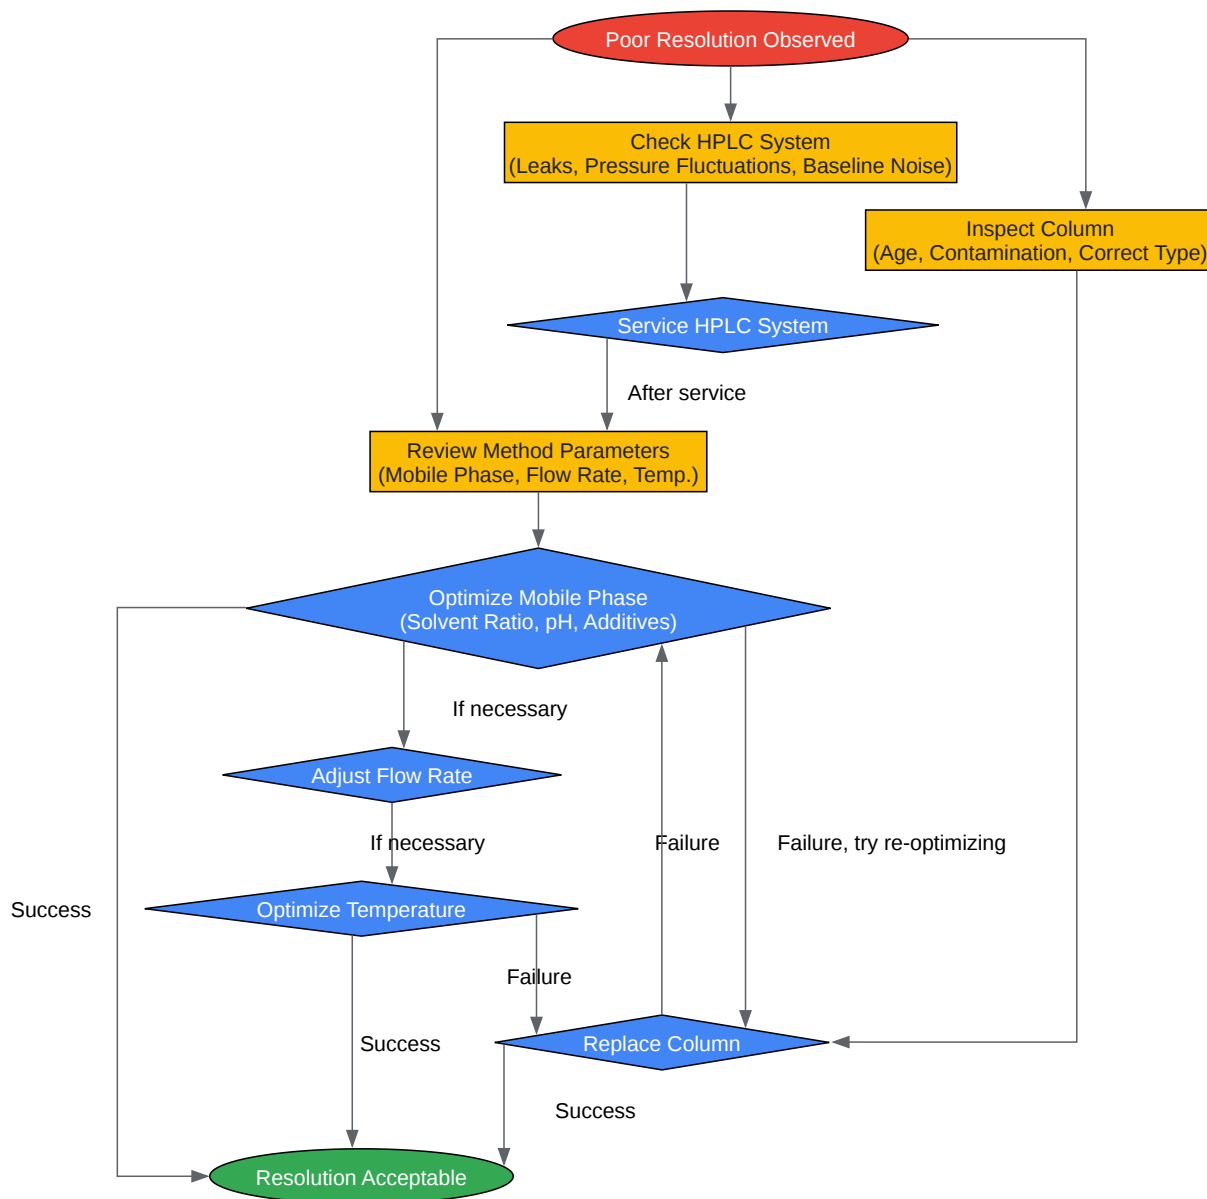 Poor Resolution Observed
Check HPLC System
(Leaks, Pressure Fluctuations, Baseline Noise)
Inspect Column
(Age, Contamination, Correct Type)
Service HPLC System
After service
Review Method Parameters
(Mobile Phase, Flow Rate, Temp.)
Optimize Mobile Phase
(Solvent Ratio, pH, Additives)
If necessary
Adjust Flow Rate
If necessary
Failure
Failure, try re-optimizing
Success
Optimize Temperature
Failure
Success
Replace Column
Success
Resolution Acceptable